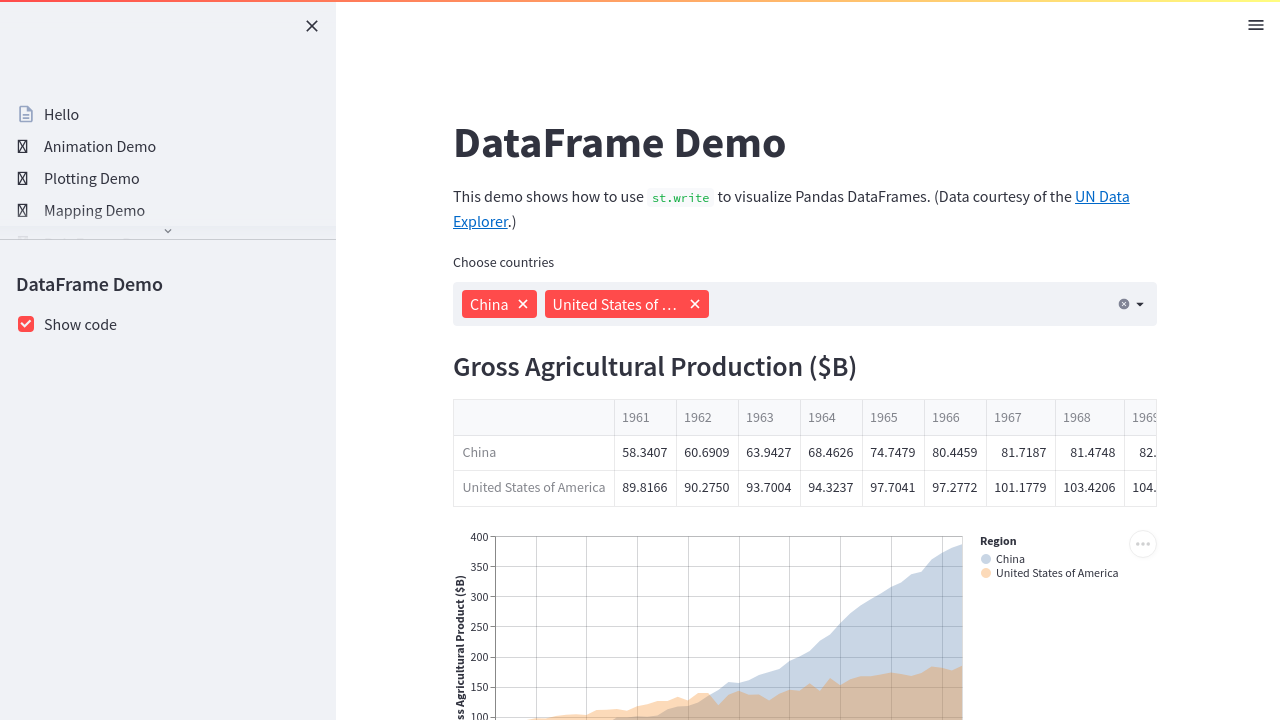 Hello
Animation Demo
Plotting Demo
Mapping Demo
DataFrame Demo
Show code
DataFrame Demo
This demo shows how to use st.write to visualize Pandas DataFrames. (Data courtesy of the UN Data
Explorer.)
Choose countries
China
United States of ...
Gross Agricultural Production ($B)
1961 1962 1963 1964 1965 1966 1967 1968 1969
China 58.3407 60.6909 63.9427 68.4626 74.7479 80.4459 81.7187 81.4748 82.
United States of America 89.8166 90.2750 93.7004 94.3237 97.7041 97.2772 101.1779 103.4206 104.
400
350
300
250
200
150
100
ss Agricultural Product ($B)
Region
China
United States of America